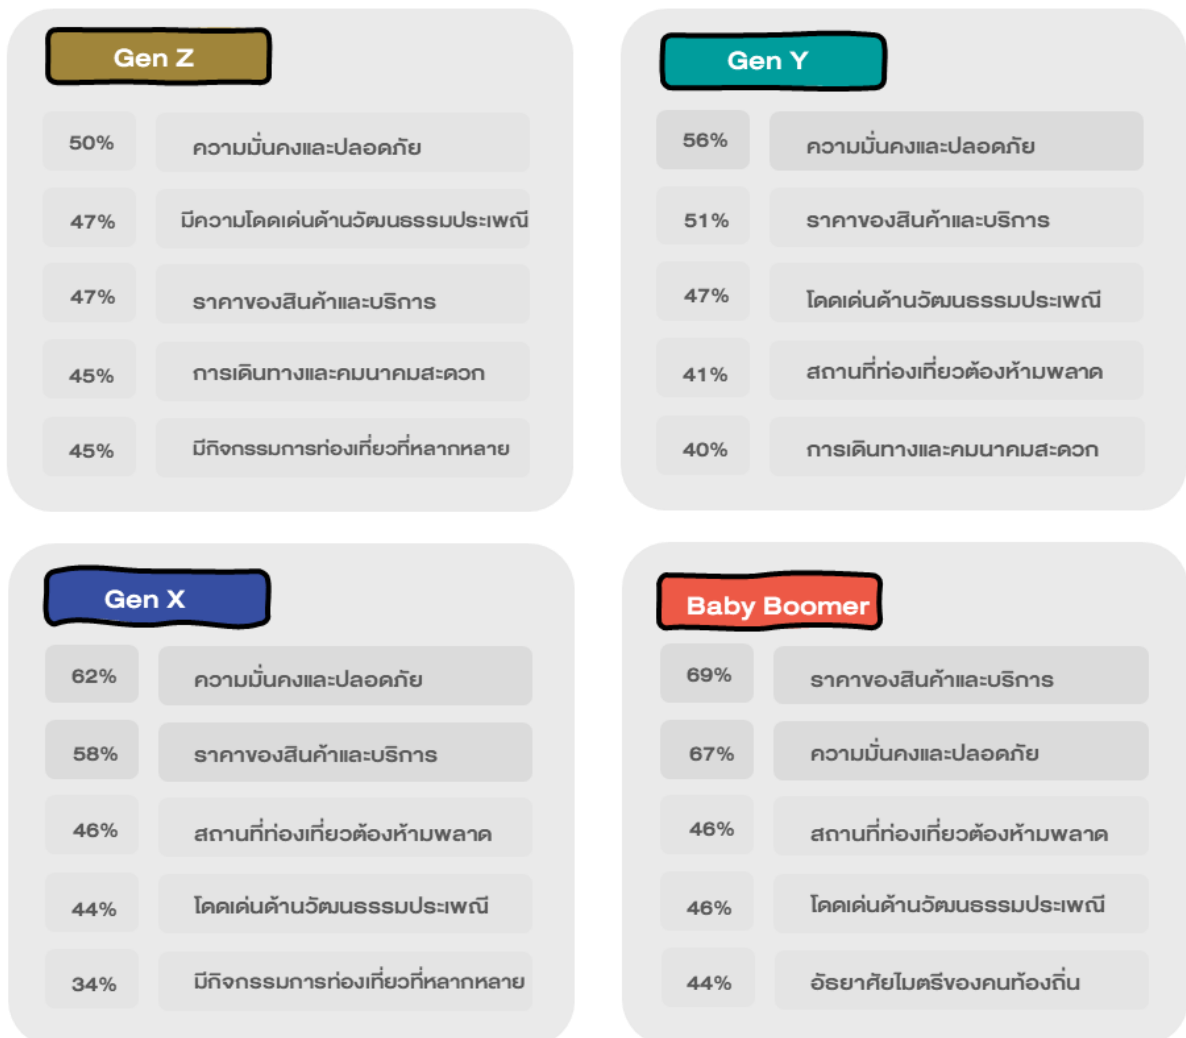 Gen Z
50% ความมั่นคงและปลอดภัย
47% มีความโดดเด่นด้านวัฒนธรรมประเพณี
47% ราคาของสินค้าและบริการ
45% การเดินทางและคมนาคมสะดวก
45% มีกิจกรรมการท่องเที่ยวที่หลากหลาย
Gen Y
56% ความมั่นคงและปลอดภัย
51% ราคาของสินค้าและบริการ
47% โดดเด่นด้านวัฒนธรรมประเพณี
41% สถานที่ท่องเที่ยวต้องห้ามพลาด
40% การเดินทางและคมนาคมสะดวก
Gen X
62% ความมั่นคงและปลอดภัย
58% ราคาของสินค้าและบริการ
46% สถานที่ท่องเที่ยวต้องห้ามพลาด
44% โดดเด่นด้านวัฒนธรรมประเพณี
34% มีกิจกรรมการท่องเที่ยวที่หลากหลาย
Baby Boomer
69% ราคาของสินค้าและบริการ
67% ความมั่นคงและปลอดภัย
46% สถานที่ท่องเที่ยวต้องห้ามพลาด
46% โดดเด่นด้านวัฒนธรรมประเพณี
44% อัธยาศัยไมตรีของคนท้องถิ่น